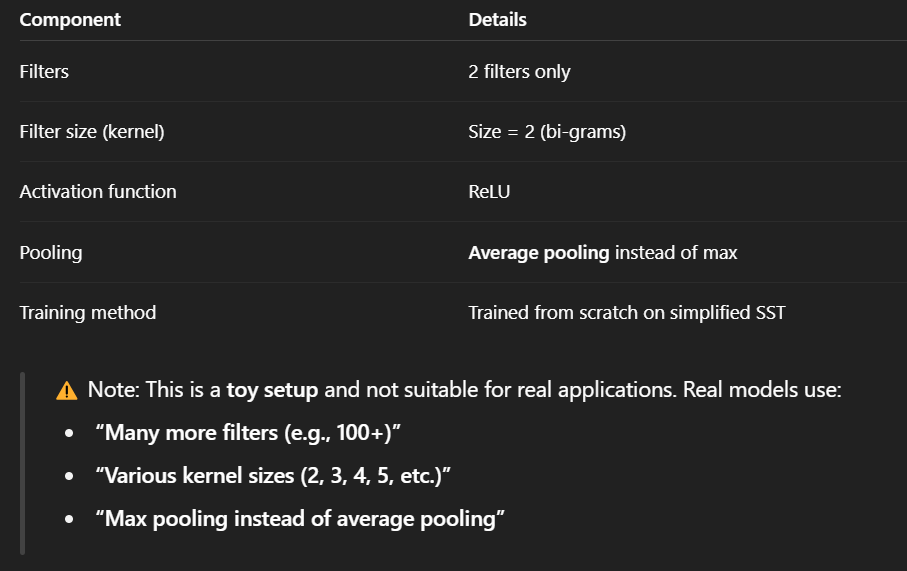 Component Details
Filters 2 filters only
Filter size (kernel) Size = 2 (bi-grams)
Activation function ReLU
Pooling Average pooling instead of max
Training method Trained from scratch on simplified SST
⚠️ Note: This is a toy setup and not suitable for real applications. Real models use:
• “Many more filters (e.g., 100+)”
• “Various kernel sizes (2, 3, 4, 5, etc.)”
• “Max pooling instead of average pooling”